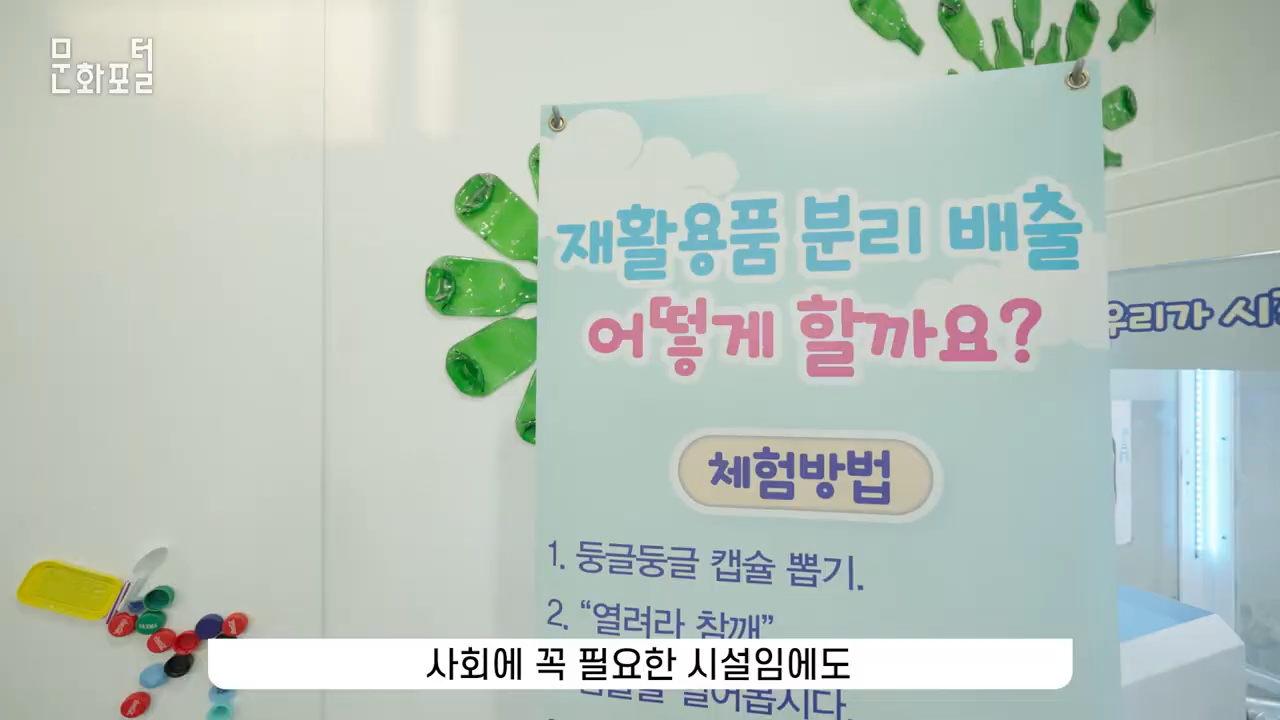 문화포털
재활용품 분리 배출
어떻게 할까요?
우리가
체험방법
1. 둥글둥글 캡슐 뽑기.
2. “열려라 참깨”
사회에 꼭 필요한 시설임에도